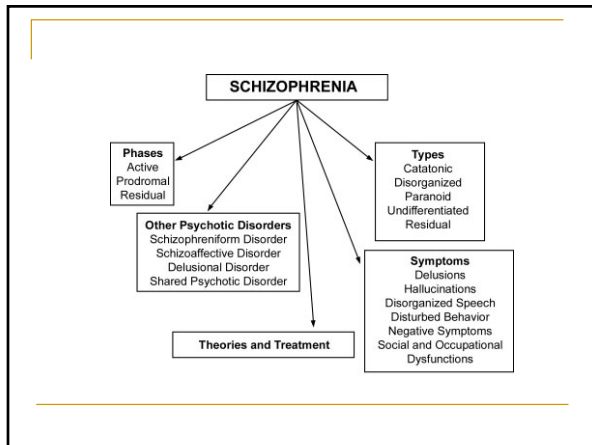 SCHIZOPHRENIA
Phases
Active
Prodromal
Residual
Types
Catatonic
Disorganized
Paranoid
Undifferentiated
Residual
Other Psychotic Disorders
Schizophreniform Disorder
Schizoaffective Disorder
Delusional Disorder
Shared Psychotic Disorder
Symptoms
Delusions
Hallucinations
Disorganized Speech
Disturbed Behavior
Negative Symptoms
Social and Occupational
Dysfunctions
Theories and Treatment